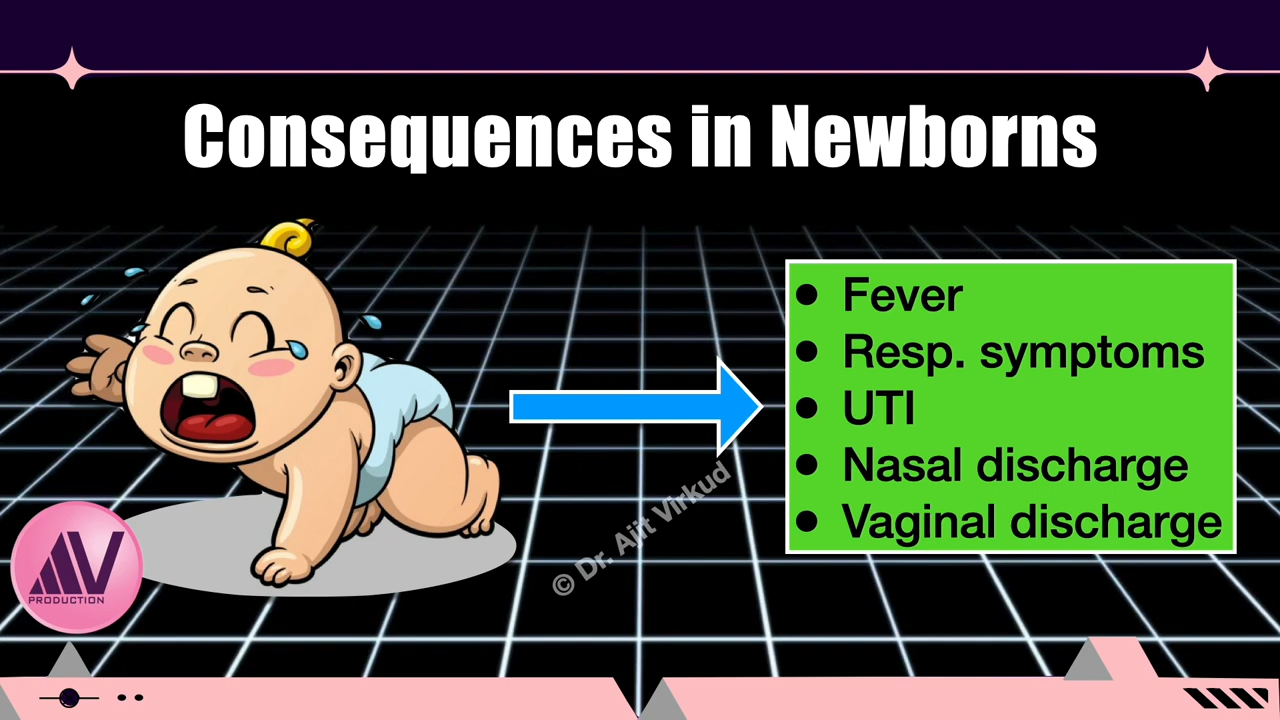 Consequences in Newborns
• Fever
• Resp. symptoms
• UTI
• Nasal discharge
• Vaginal discharge
© Dr. Ajit Virkud
AV
PRODUCTION